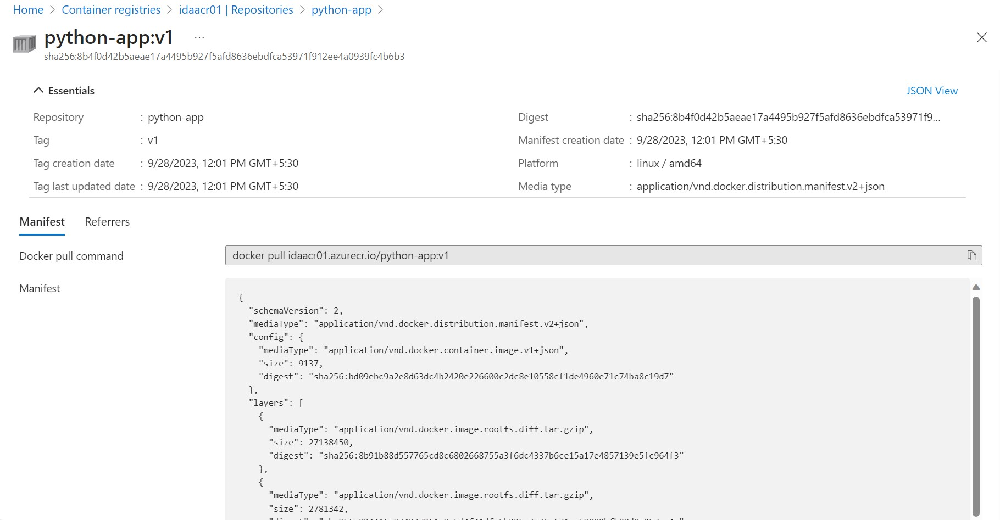 Home > Container registries > idaacr01 | Repositories > python-app >
python-app:v1 ...
sha256:8b4f0d42b5aeae17a4495b927f5afd8636ebdfca53971f912ee4a0939fc4b6b3
Essentials
JSON View
Repository : python-app
Digest : sha256:8b4f0d42b5aeae17a4495b927f5afd8636ebdfca53971f9...
Tag : v1
Manifest creation date : 9/28/2023, 12:01 PM GMT+5:30
Tag creation date : 9/28/2023, 12:01 PM GMT+5:30
Platform : linux / amd64
Tag last updated date : 9/28/2023, 12:01 PM GMT+5:30
Media type : application/vnd.docker.distribution.manifest.v2+json
Manifest Referrers
Docker pull command docker pull idaacr01.azurecr.io/python-app:v1
Manifest
{
"schemaVersion": 2,
"mediaType": "application/vnd.docker.distribution.manifest.v2+json",
"config": {
"mediaType": "application/vnd.docker.container.image.v1+json",
"size": 9137,
"digest": "sha256:bd09ebc9a2e8d63dc4b2420e226600c2dc8e10558cf1de4960e71c74ba8c19d7"
},
"layers": [
{
"mediaType": "application/vnd.docker.image.rootfs.diff.tar.gzip",
"size": 27138450,
"digest": "sha256:8b91b88d557765cd8c6802668755a3f6dc4337b6ce15a17e4857139e5fc964f3"
},
{
"mediaType": "application/vnd.docker.image.rootfs.diff.tar.gzip",
"size": 2781342,